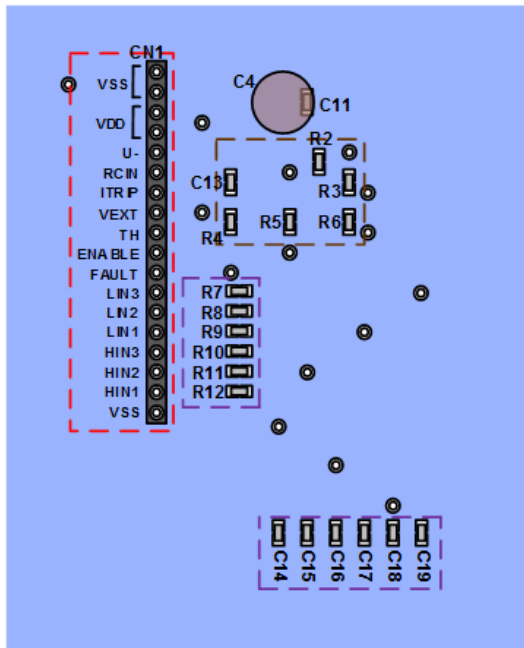 CN1
VSS
VDD
U-
RCIN
ITRIP
VEXT
TH
ENABLE
FAULT
LIN3
LIN2
LIN1
HIN3
HIN2
HIN1
VSS
C4
C11
R2
C13
R3
R4
R5
R6
R7
R8
R9
R10
R11
R12
C14
C15
C16
C17
C18
C19